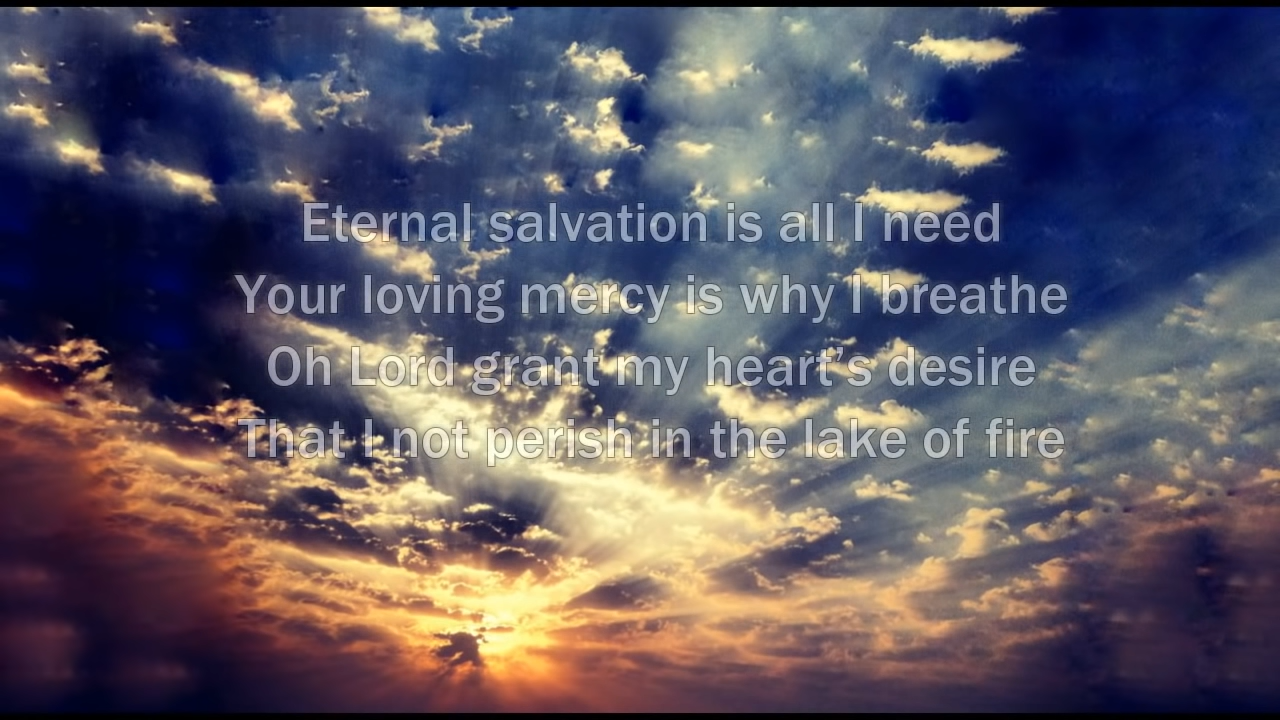 Eternal salvation is all I need
Your loving mercy is why I breathe
Oh Lord grant my heart’s desire
That I not perish in the lake of fire